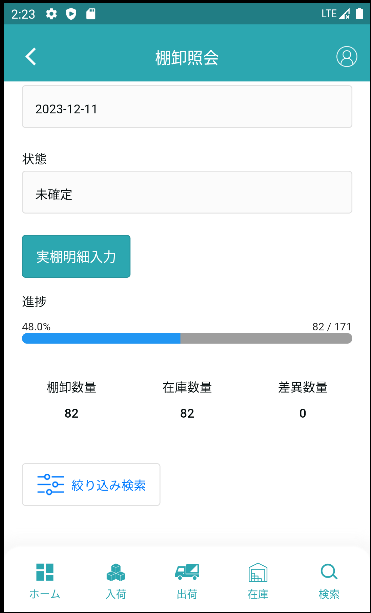 2:23
LTE
棚卸照会
2023-12-11
状態
未確定
実棚明細入力
進捗
48.0% 82 / 171
棚卸数量 在庫数量 差異数量
82 82 0
絞り込み検索
ホーム 入荷 出荷 在庫 検索